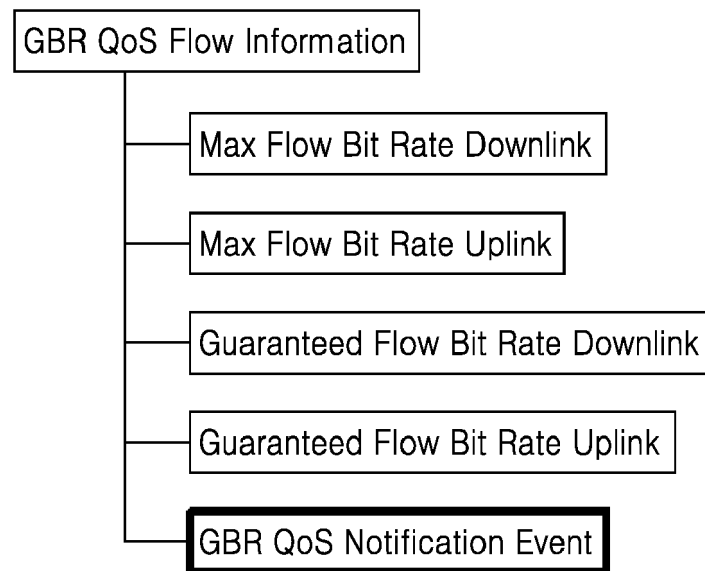 GBR QoS Flow Information
Max Flow Bit Rate Downlink
Max Flow Bit Rate Uplink
Guaranteed Flow Bit Rate Downlink
Guaranteed Flow Bit Rate Uplink
GBR QoS Notification Event